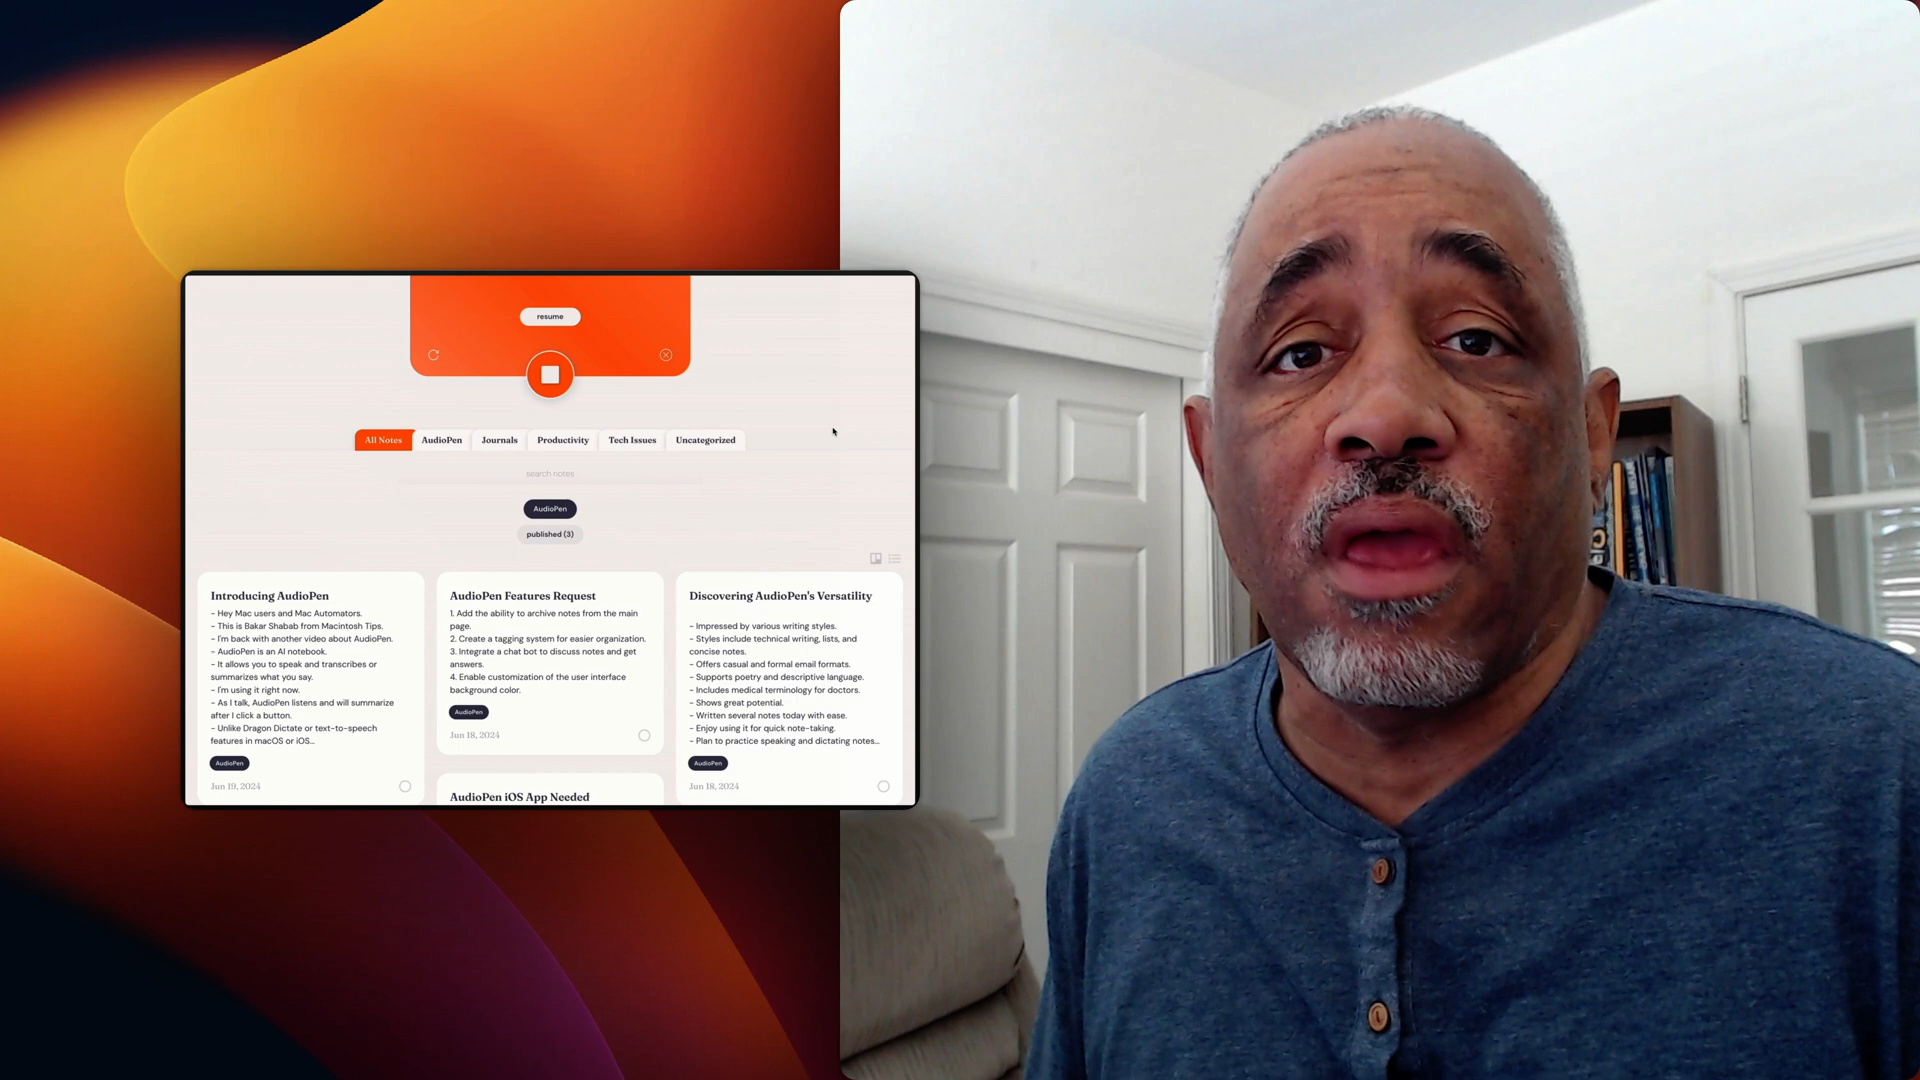 resume
All Notes
AudioPen
Journals
Productivity
Tech Issues
Uncategorized
search notes
AudioPen
published (3)
Introducing AudioPen
- Hey Mac users and Mac Automators.
- This is Bakar Shabab from Macintosh Tips.
- I'm back with another video about AudioPen.
- AudioPen is an AI notebook.
- It allows you to speak and transcribes or
summarizes what you say.
- I'm using it right now.
- As I talk, AudioPen listens and will summarize
after I click a button.
- Unlike Dragon Dictate or text-to-speech
features in macOS or iOS...
AudioPen
Jun 19, 2024
AudioPen Features Request
1. Add the ability to archive notes from the main
page.
2. Create a tagging system for easier organization.
3. Integrate a chat bot to discuss notes and get
answers.
4. Enable customization of the user interface
background color.
AudioPen
Jun 18, 2024
AudioPen iOS App Needed
Discovering AudioPen's Versatility
- Impressed by various writing styles.
- Styles include technical writing, lists, and
concise notes.
- Offers casual and formal email formats.
- Supports poetry and descriptive language.
- Includes medical terminology for doctors.
- Shows great potential.
- Written several notes today with ease.
- Enjoy using it for quick note-taking.
- Plan to practice speaking and dictating notes...
AudioPen
Jun 18, 2024